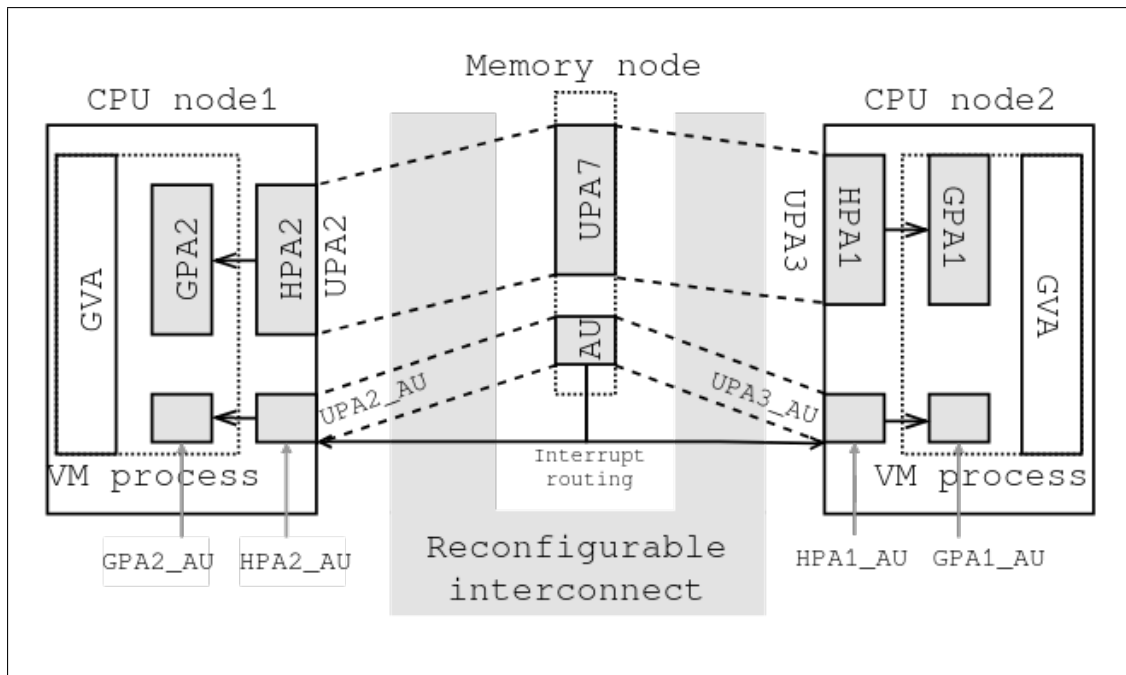 Memory node
CPU node1
CPU node2
GVA
GPA2
HPA2
UPA2
UPA7
UPA3
HPA1
GPA1
GVA
AU
UPA2_AU
UPA3_AU
VM process
Interrupt
routing
VM process
GPA2_AU
HPA2_AU
Reconfigurable
interconnect
HPA1_AU
GPA1_AU